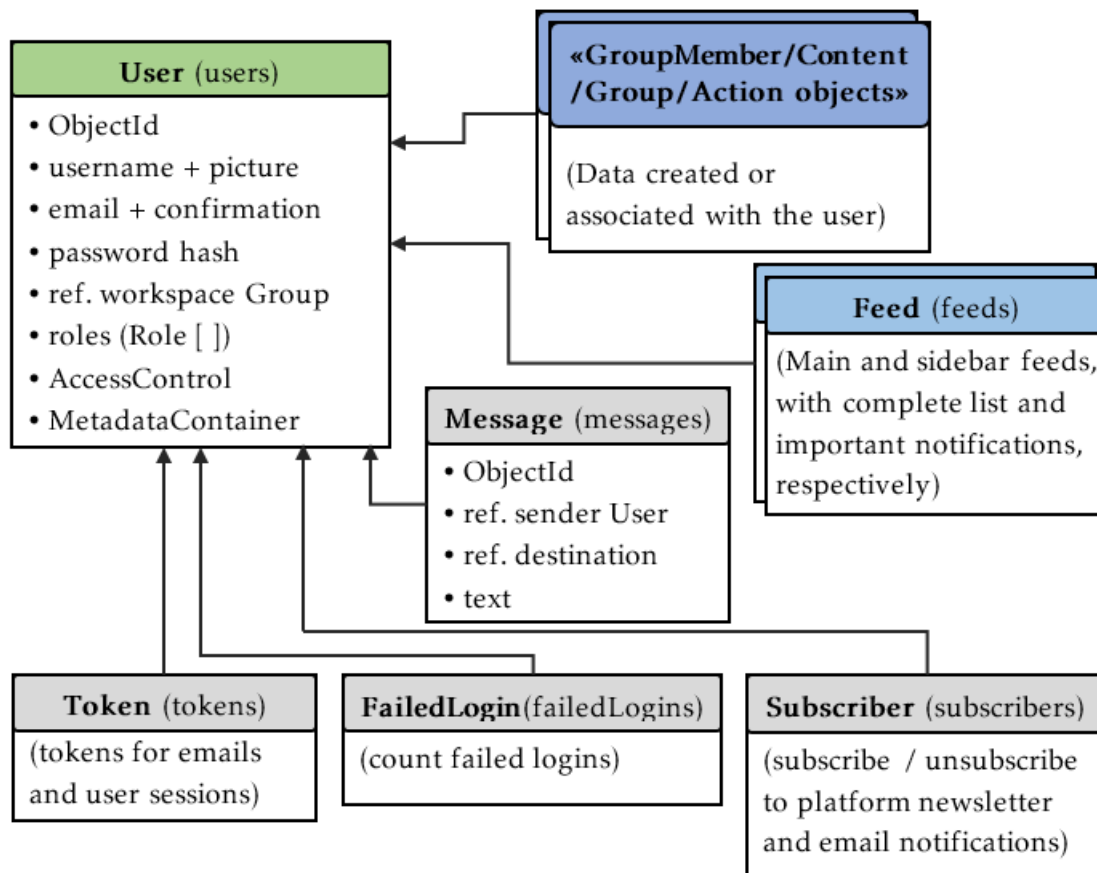 User (users)
• ObjectId
• username + picture
• email + confirmation
• password hash
• ref. workspace Group
• roles (Role [ ])
• AccessControl
• MetadataContainer
«GroupMember/Content
/Group/Action objects»
(Data created or
associated with the user)
Feed (feeds)
(Main and sidebar feeds,
with complete list and
important notifications,
respectively)
Message (messages)
• ObjectId
• ref. sender User
• ref. destination
• text
Token (tokens)
(tokens for emails
and user sessions)
FailedLogin(failedLogins)
(count failed logins)
Subscriber (subscribers)
(subscribe / unsubscribe
to platform newsletter
and email notifications)